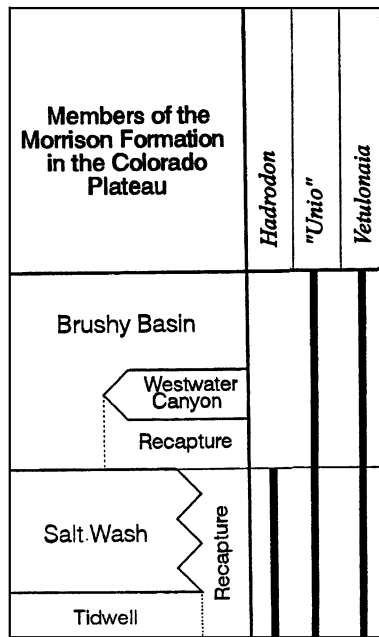 Members of the
Morrison Formation
in the Colorado
Plateau
Hadrodon
"Unio"
Vetulonaia
Brushy Basin
Westwater
Canyon
Recapture
Salt Wash
Recapture
Tidwell